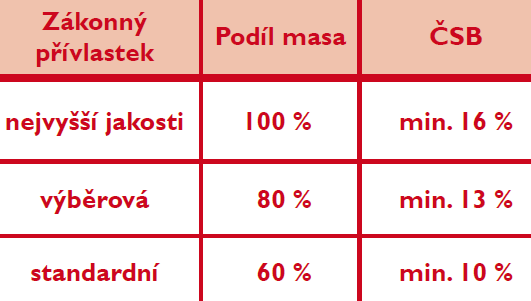 Zákonný
přívlastek
Podíl masa
ČSB
nejvyšší jakosti
100 %
min. 16 %
výběrová
80 %
min. 13 %
standardní
60 %
min. 10 %